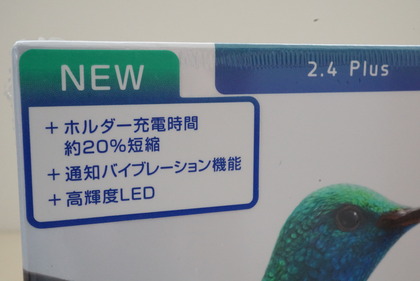 NEW
2.4 Plus
+ホルダー充電時間
約20%短縮
+通知バイブレーション機能
+高輝度LED